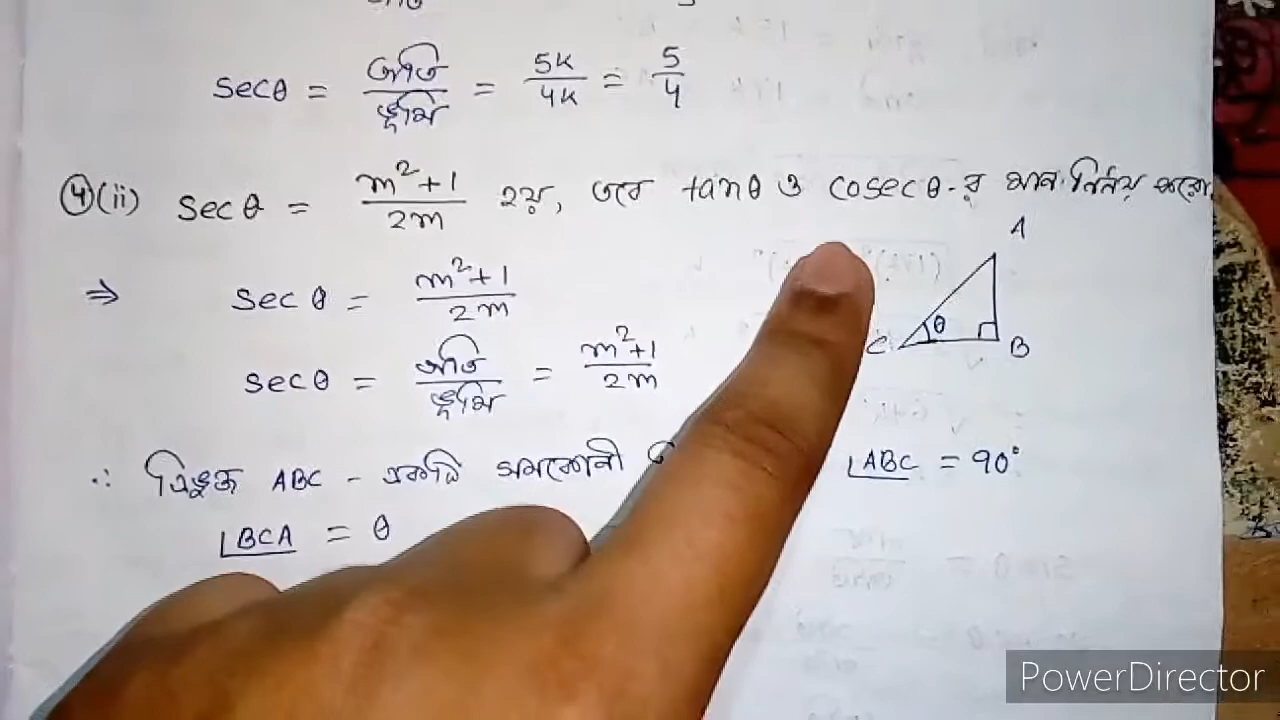 secθ = অতি/ভূমি = 5K/4K = 5/4
4(ii) secθ = m²+1/2m হয়, তবে tanθ ও cosecθ-র মান নির্ণয় করো,
A
⇒ secθ = m²+1/2m
C θ B
secθ = অতি/ভূমি = m²+1/2m
∴ ত্রিভুজ ABC - একটি সমকোনী ∠ABC = 90°
∠BCA = θ
PowerDirector